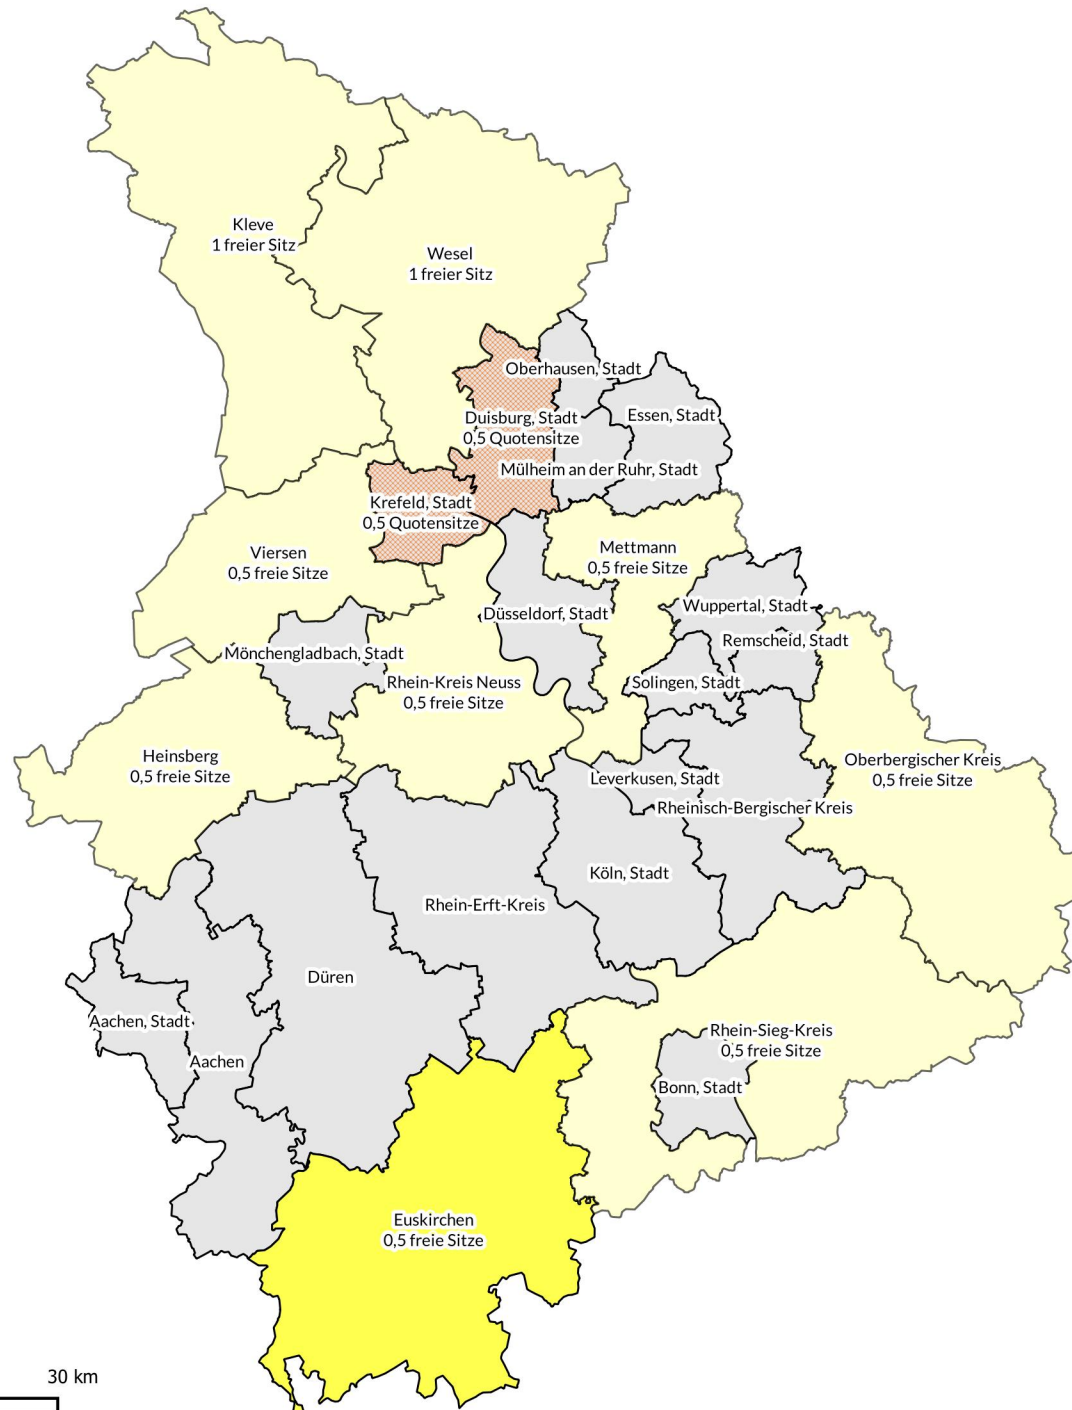 Kleve
1 freier Sitz
Wesel
1 freier Sitz
Oberhausen, Stadt
Duisburg, Stadt
0,5 Quotensitze
Essen, Stadt
Mülheim an der Ruhr, Stadt
Krefeld, Stadt
0,5 Quotensitze
Viersen
0,5 freie Sitze
Mettmann
0,5 freie Sitze
Düsseldorf, Stadt
Wuppertal, Stadt
Remscheid, Stadt
Mönchengladbach, Stadt
Rhein-Kreis Neuss
0,5 freie Sitze
Solingen, Stadt
Heinsberg
0,5 freie Sitze
Oberbergischer Kreis
0,5 freie Sitze
Leverkusen, Stadt
Rheinisch-Bergischer Kreis
Köln, Stadt
Rhein-Erft-Kreis
Düren
Aachen, Stadt
Aachen
Rhein-Sieg-Kreis
0,5 freie Sitze
Bonn, Stadt
Euskirchen
0,5 freie Sitze
30 km